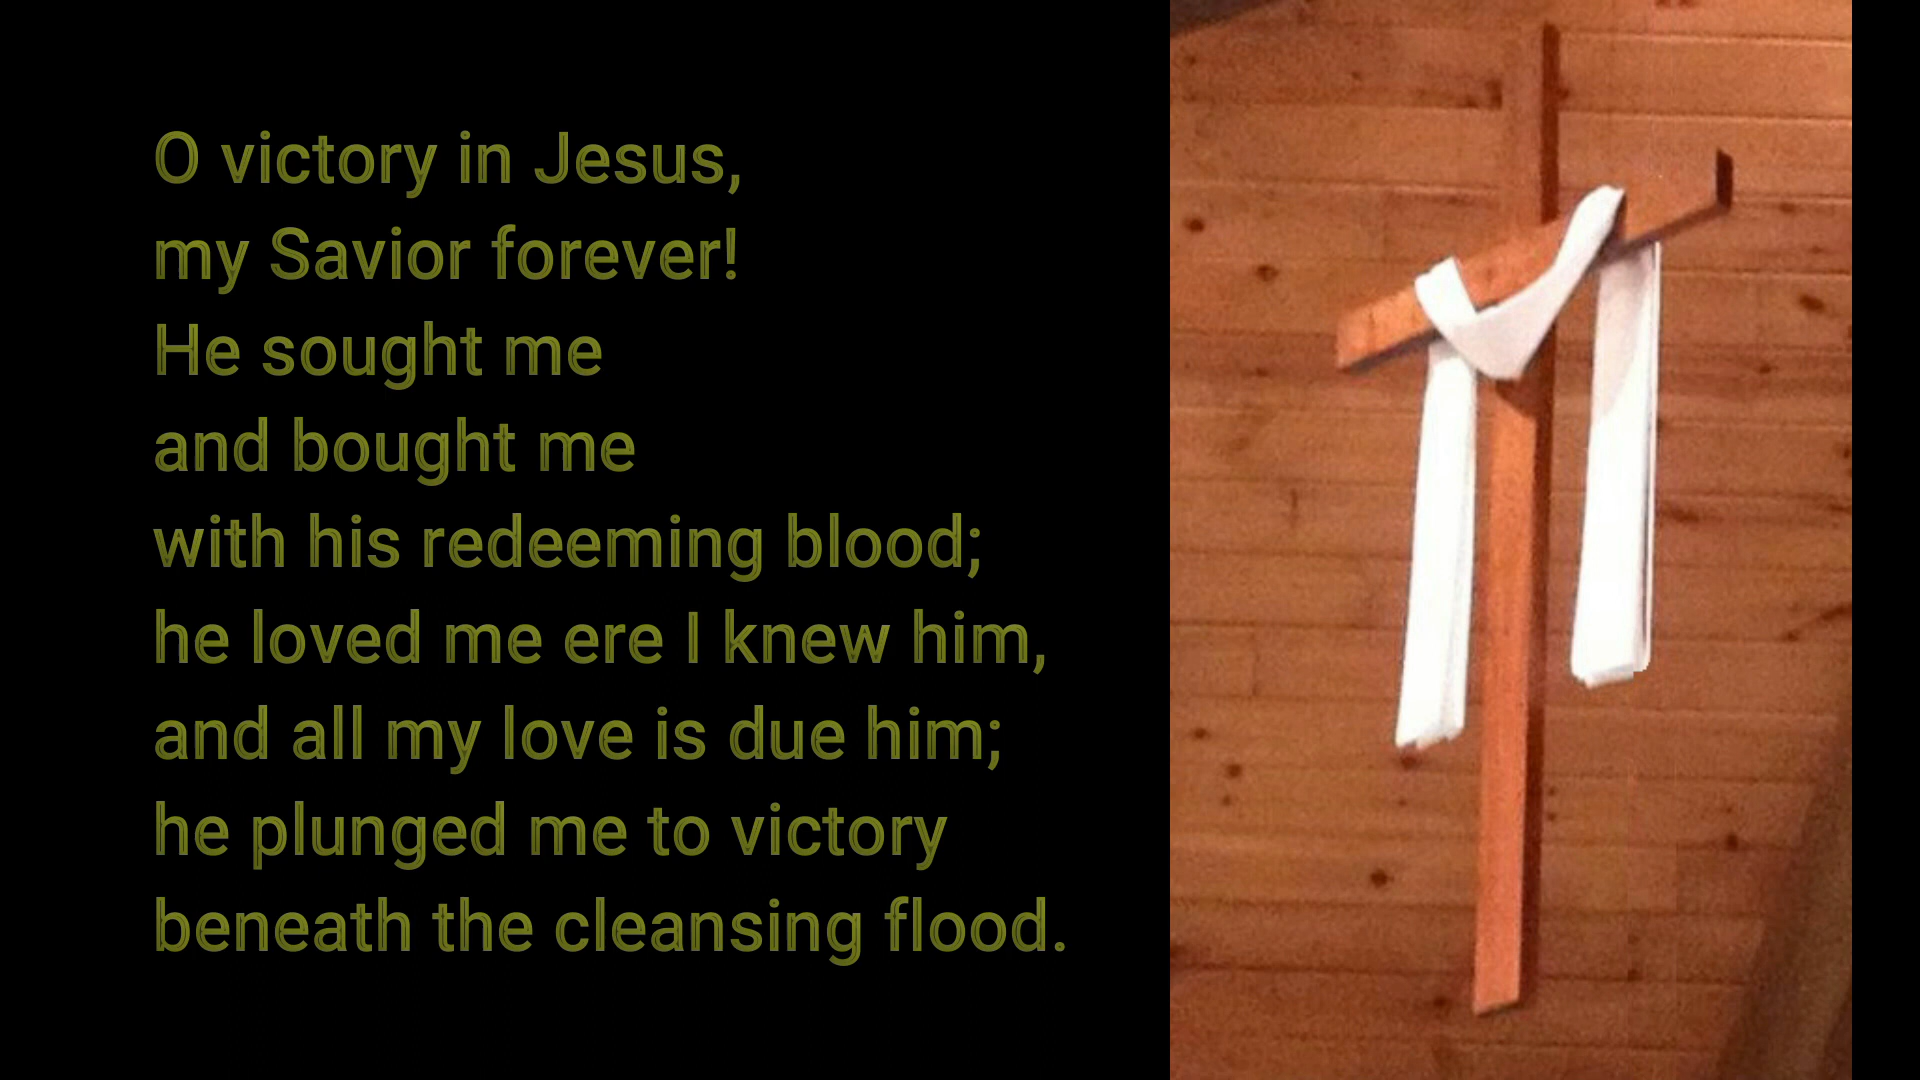 O victory in Jesus,
my Savior forever!
He sought me
and bought me
with his redeeming blood;
he loved me ere I knew him,
and all my love is due him;
he plunged me to victory
beneath the cleansing flood.